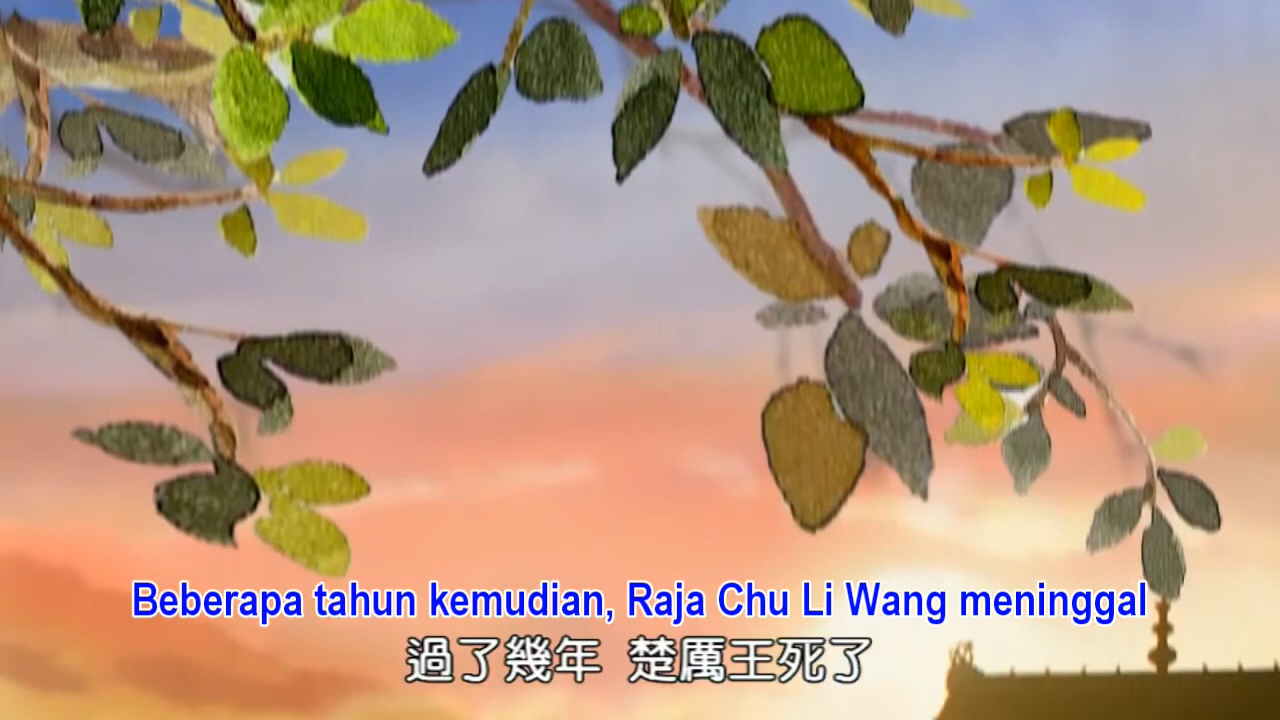 Beberapa tahun kemudian, Raja Chu Li Wang meninggal
過了幾年 楚厲王死了